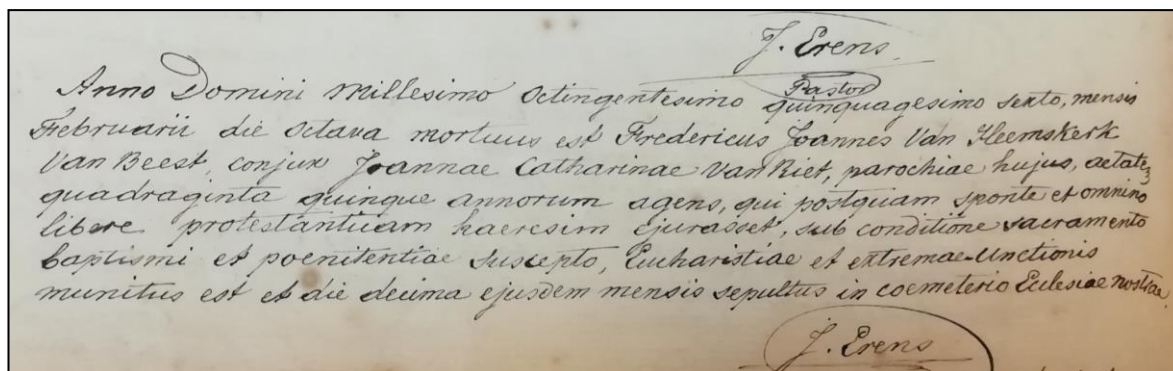 J. Erens
Pastor
Anno Domini Millesimo Octingentesimo quinquagesimo sexto, mensis
Februarii die Octava mortuus est Fredericus Joannes Van Heemskerk
Van Beest, conjux Joannae Catharinae Van Riet, parochiae hujus, aetatem
quadraginta quinque annorum agens, qui postquam sponte et omnino
libere protestanticam haeresim ejurasset, sub conditione sacramento
baptismi et poenitentiae suscepto, Eucharistiae et extremae-Unctionis
munitus est et die decima ejusdem mensis sepultus in coemeterio Eclesiae nostrae
J. Erens